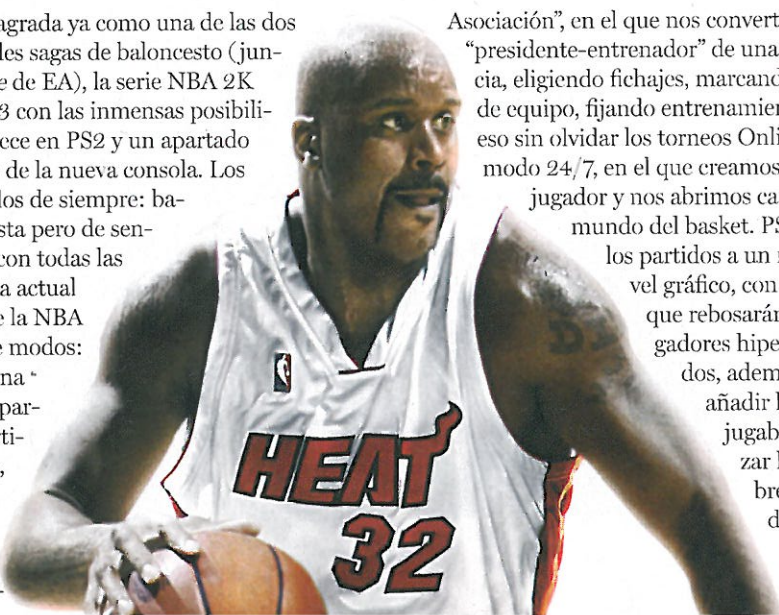 agrada ya como una de las dos
les sagas de baloncesto (jun-
e de EA), la serie NBA 2K
3 con las inmensas posibili-
ece en PS2 y un apartado
de la nueva consola. Los
los de siempre: ba-
sta pero de sen-
con todas las
a actual
e la NBA
e modos:
na “
par-
ti-
Asociación”, en el que nos convert
“presidente-entrenador” de una
cia, eligiendo fichajes, marcand
de equipo, fijando entrenamien
eso sin olvidar los torneos Onli
modo 24/7, en el que creamos
jugador y nos abrimos ca
mundo del basket. PS
los partidos a un
vel gráfico, con
que rebosarán
gadores hipe
dos, adem
añadir l
jugab
zar l
bre
d
HEAT
32